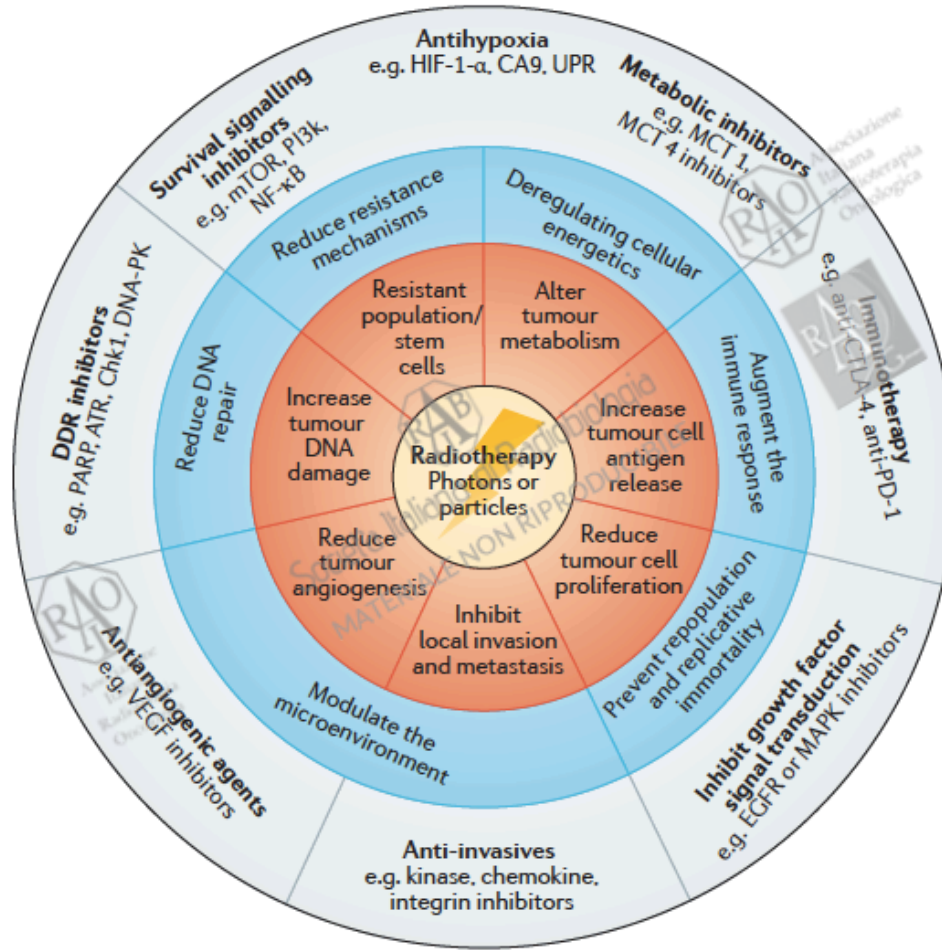 Antihypoxia
e.g. HIF-1-α, CA9, UPR
Metabolic inhibitors
e.g. MCT 1,
MCT 4 inhibitors
Immunotherapy
e.g. anti-CTLA-4, anti-PD-1
Inhibit growth factor
signal transduction
e.g. EGFR or MAPK inhibitors
Anti-invasives
e.g. kinase, chemokine,
integrin inhibitors
Antiangiogenic agents
e.g. VEGF inhibitors
DDR inhibitors
e.g. PARP, ATR, Chk1, DNA-PK
Survival signalling
inhibitors
e.g. mTOR, PI3k,
NF-κB
Reduce resistance
mechanisms
Deregulating cellular
energetics
Augment the
immune response
Prevent repopulation
and replicative
immortality
Modulate the
microenvironment
Reduce DNA
repair
Resistant
population/
stem
cells
Alter
tumour
metabolism
Increase
tumour cell
antigen
release
Reduce
tumour cell
proliferation
Inhibit
local invasion
and metastasis
Reduce
tumour
angiogenesis
Increase
tumour
DNA
damage
Radiotherapy
Photons or
particles
Associazione
Italiana
Radioterapia
Oncologica
Società Italiana di Radiobiologia
MATERIALE NON RIPRODUCIBILE